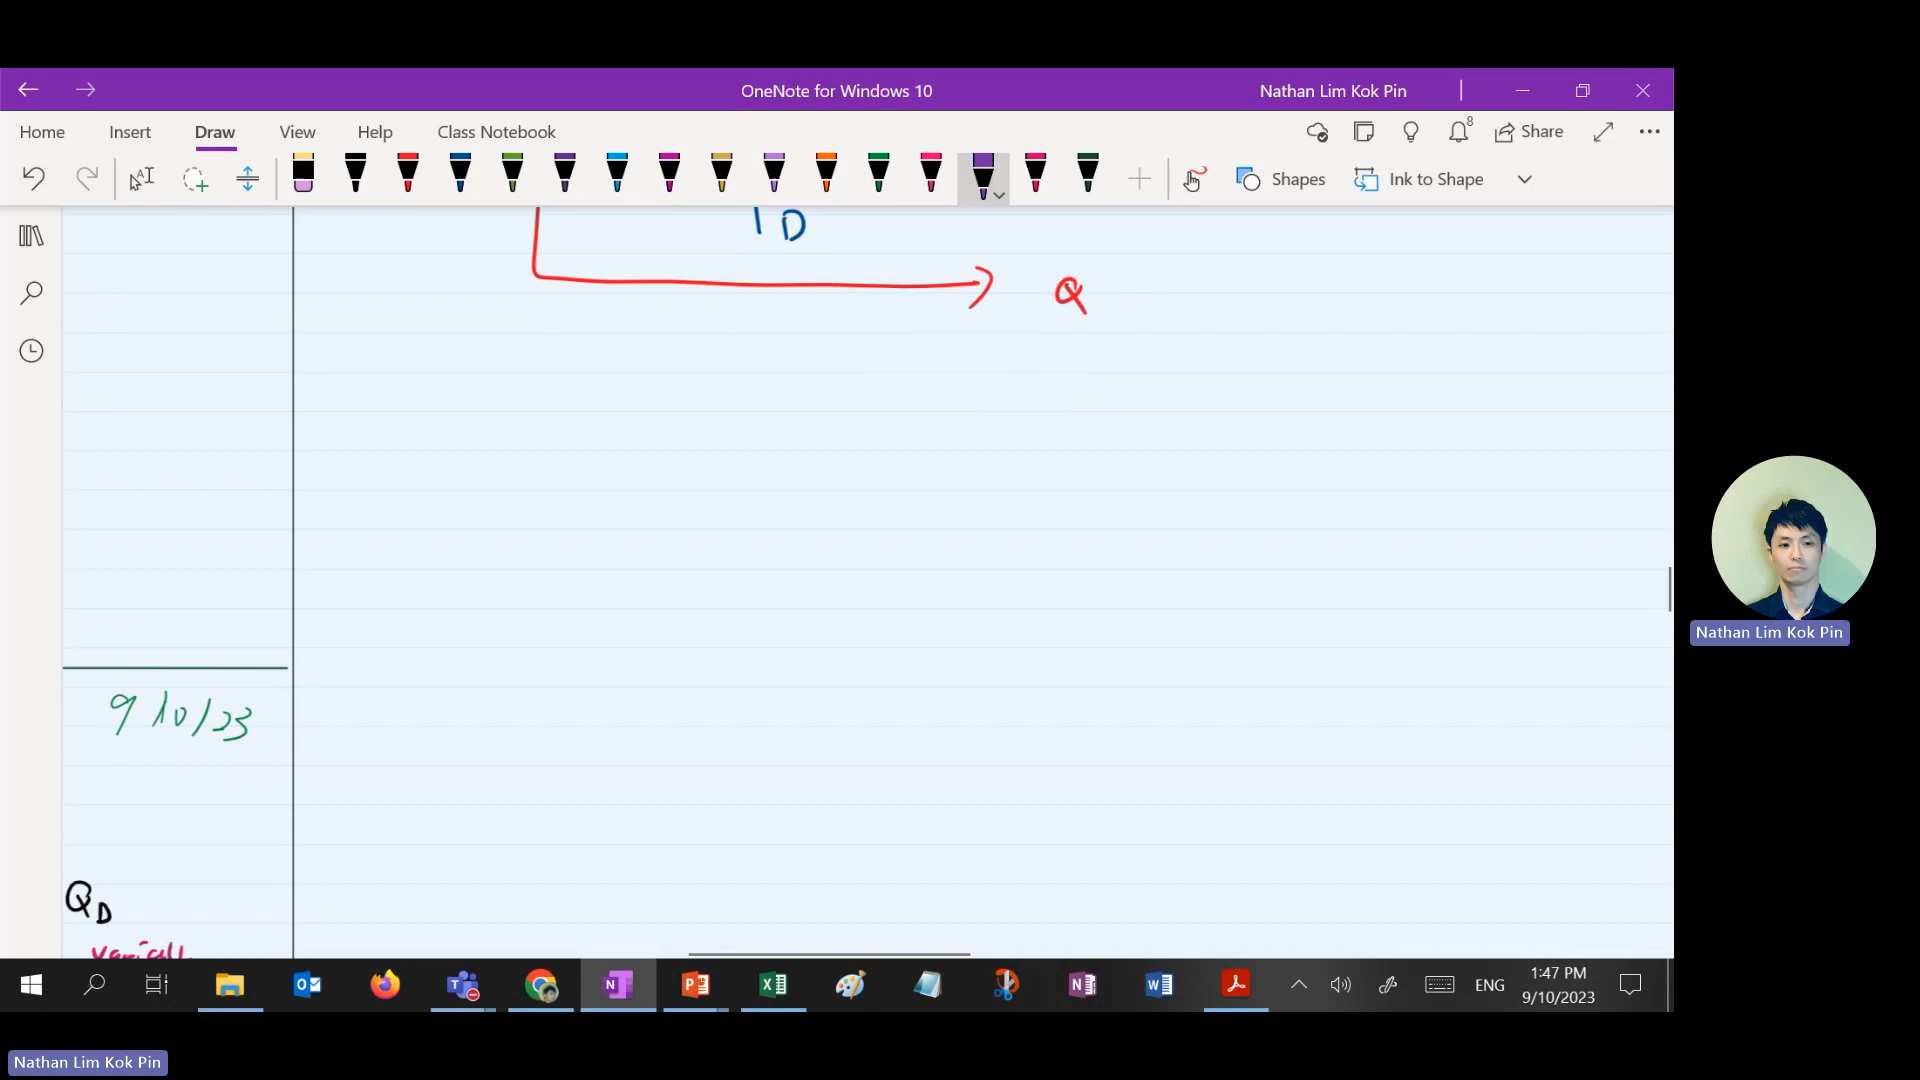 OneNote for Windows 10
Nathan Lim Kok Pin
Home Insert Draw View Help Class Notebook
8
Share
Shapes
Ink to Shape
D
Q
9/10/23
QD
Nathan Lim Kok Pin
ENG
1:47 PM
9/10/2023
Nathan Lim Kok Pin